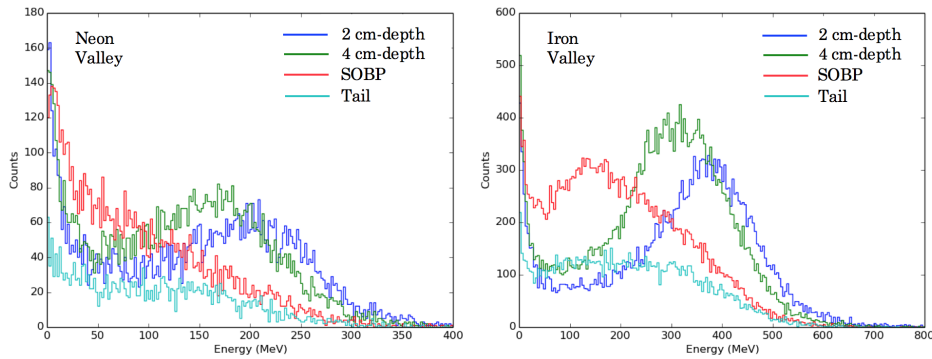 Neon
Valley
2 cm-depth
4 cm-depth
SOBP
Tail
180
160
140
120
100
80
60
40
20
0
Counts
0 50 100 150 200 250 300 350 400
Energy (MeV)
Iron
Valley
2 cm-depth
4 cm-depth
SOBP
Tail
600
500
400
300
200
100
0
Counts
0 100 200 300 400 500 600 700 800
Energy (MeV)